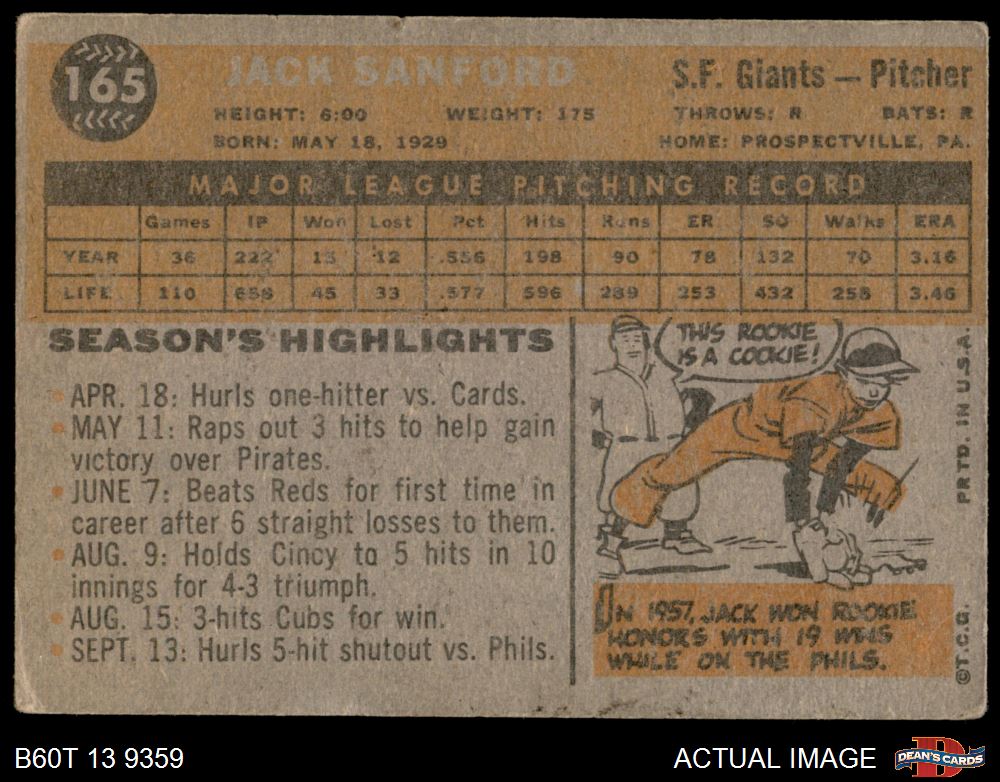 165
JACK SANFORD
S.F. Giants — Pitcher
HEIGHT: 6:00 WEIGHT: 175 THROWS: R BATS: R
BORN: MAY 18, 1929 HOME: PROSPECTVILLE, PA.
MAJOR LEAGUE PITCHING RECORD
Games IP Won Lost Pct Hits Runs ER SO Walks ERA
YEAR 36 222 15 12 .556 198 90 78 132 70 3.16
LIFE 110 658 45 33 .577 596 289 253 432 258 3.46
SEASON'S HIGHLIGHTS
APR. 18: Hurls one-hitter vs. Cards.
MAY 11: Raps out 3 hits to help gain
victory over Pirates.
JUNE 7: Beats Reds for first time in
career after 6 straight losses to them.
AUG. 9: Holds Cincy to 5 hits in 10
innings for 4-3 triumph.
AUG. 15: 3-hits Cubs for win.
SEPT. 13: Hurls 5-hit shutout vs. Phils.
THIS ROOKIE
IS A COOKIE!
IN 1957, JACK WON ROOKIE
HONORS WITH 19 WINS
WHILE ON THE PHILS.
PRTD. IN U.S.A.
©T.C.G.
B60T 13 9359
ACTUAL IMAGE
D
DEAN'S CARDS